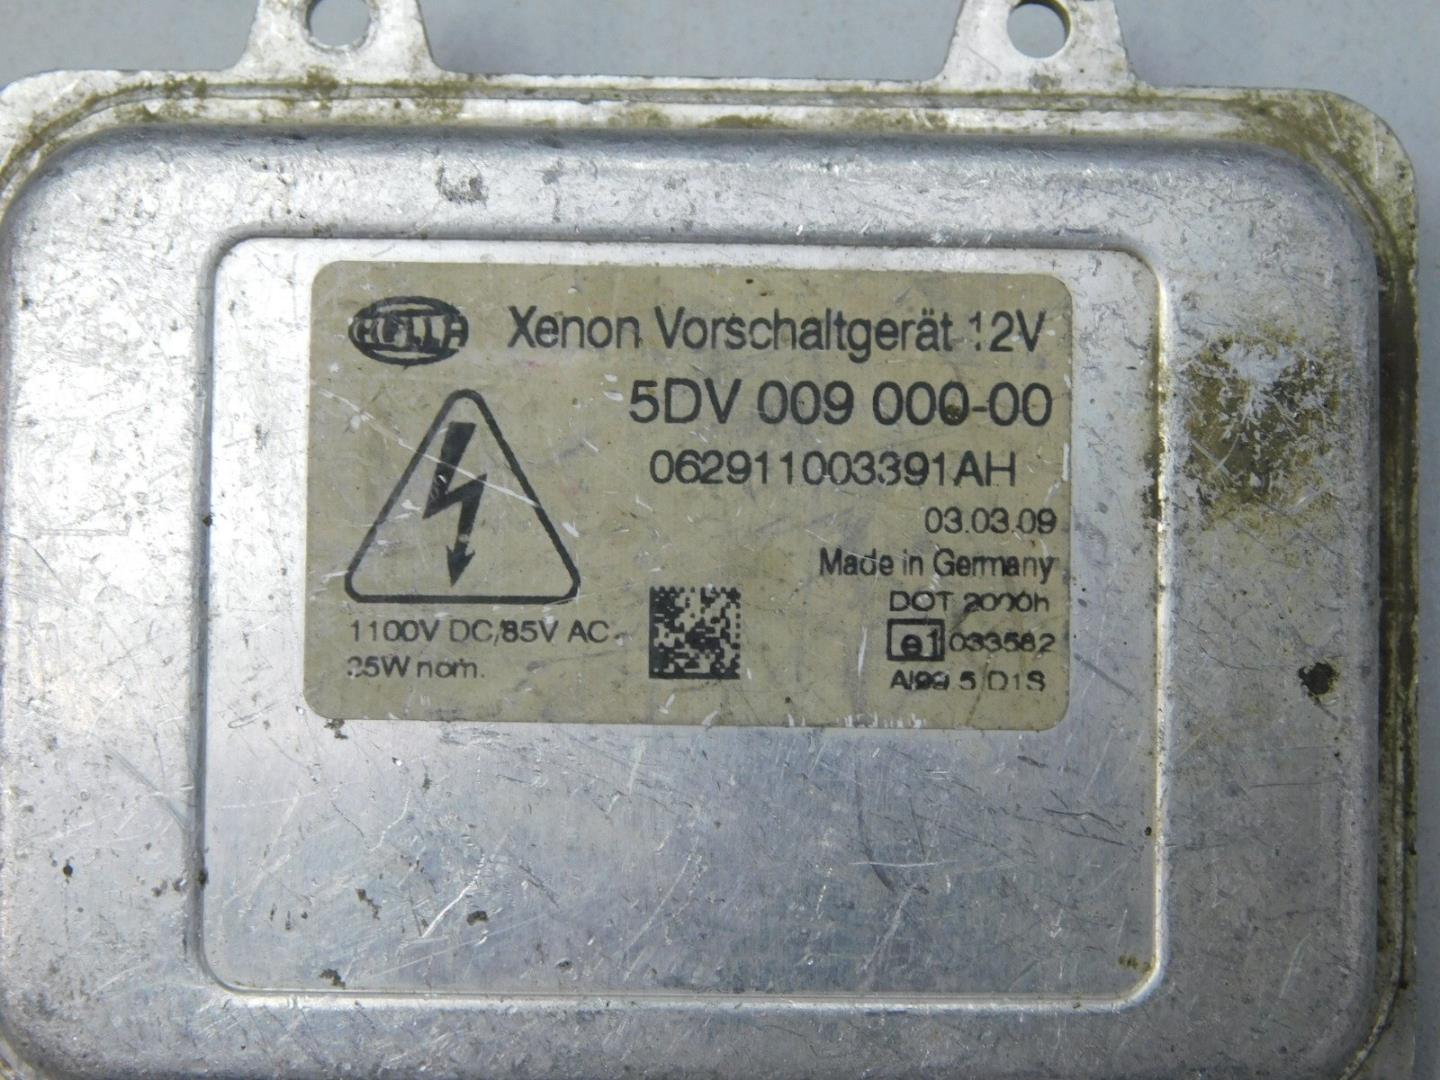 HELLA
Xenon Vorschaltgerät 12V
5DV 009 000-00
062911003391AH
03.03.09
Made in Germany
DOT 2000h
e1 033582
1100V DC/85V AC
35W nom.
AI99.5 D1S